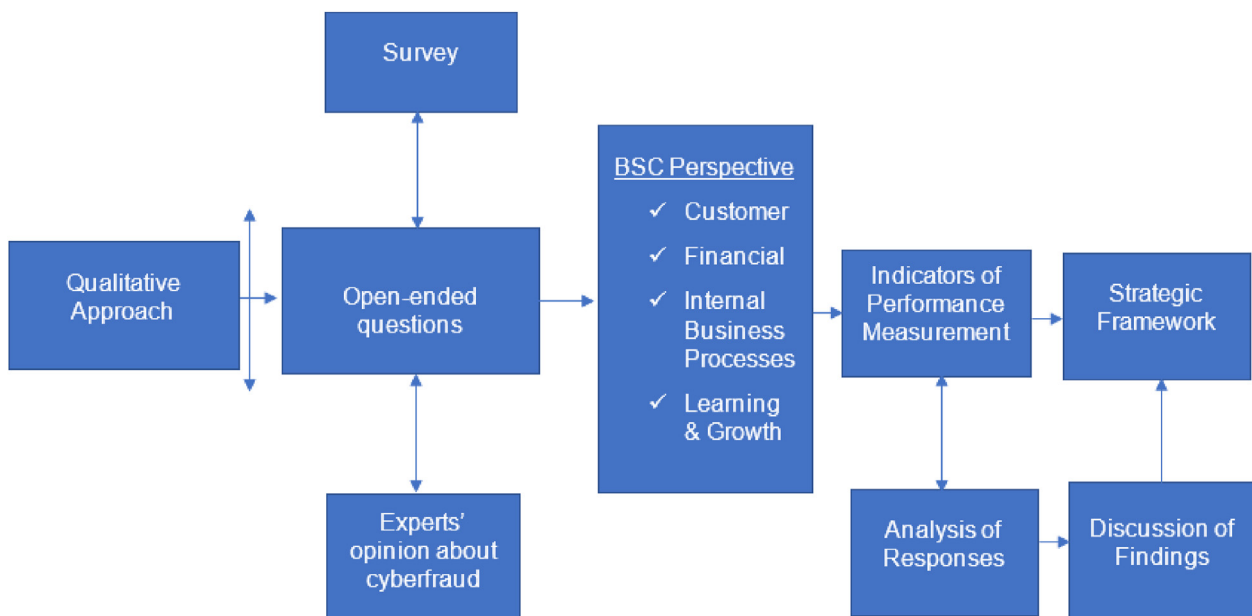 Survey
Qualitative
Approach
Open-ended
questions
Experts’
opinion about
cyberfraud
BSC Perspective
✓ Customer
✓ Financial
✓ Internal
Business
Processes
✓ Learning
& Growth
Indicators of
Performance
Measurement
Strategic
Framework
Analysis of
Responses
Discussion of
Findings